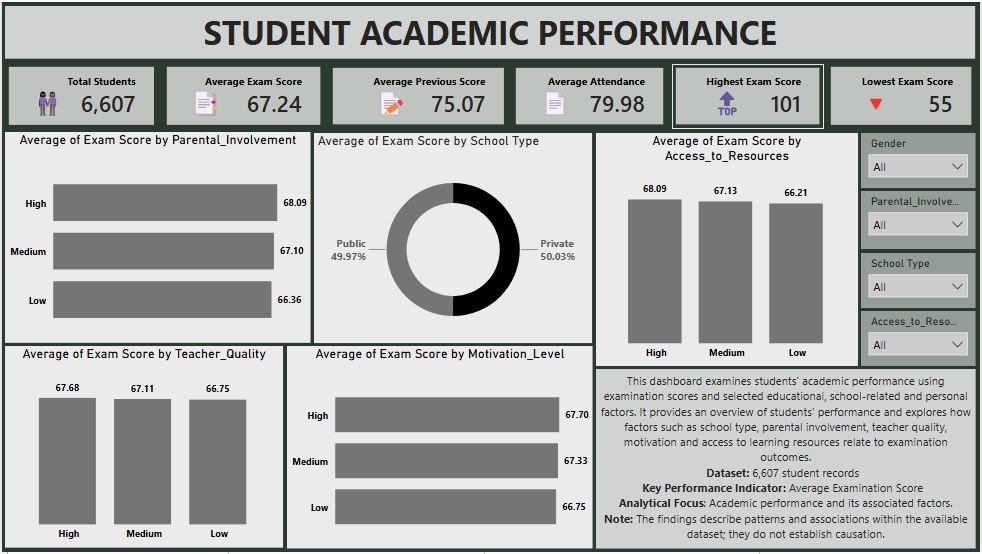 STUDENT ACADEMIC PERFORMANCE
Total Students
6,607
Average Exam Score
67.24
Average Previous Score
75.07
Average Attendance
79.98
Highest Exam Score
TOP
101
Lowest Exam Score
55
Average of Exam Score by Parental_Involvement
High
68.09
Medium
67.10
Low
66.36
Average of Exam Score by School Type
Public
49.97%
Private
50.03%
Average of Exam Score by
Access_to_Resources
68.09
67.13
66.21
High
Medium
Low
Gender
All
Parental_Involve...
All
School Type
All
Access_to_Reso...
All
Average of Exam Score by Teacher_Quality
67.68
67.11
66.75
High
Medium
Low
Average of Exam Score by Motivation_Level
High
67.70
Medium
67.33
Low
66.75
This dashboard examines students' academic performance using
examination scores and selected educational, school-related and personal
factors. It provides an overview of students' performance and explores how
factors such as school type, parental involvement, teacher quality,
motivation and access to learning resources relate to examination
outcomes.
Dataset: 6,607 student records
Key Performance Indicator: Average Examination Score
Analytical Focus: Academic performance and its associated factors.
Note: The findings describe patterns and associations within the available
dataset; they do not establish causation.